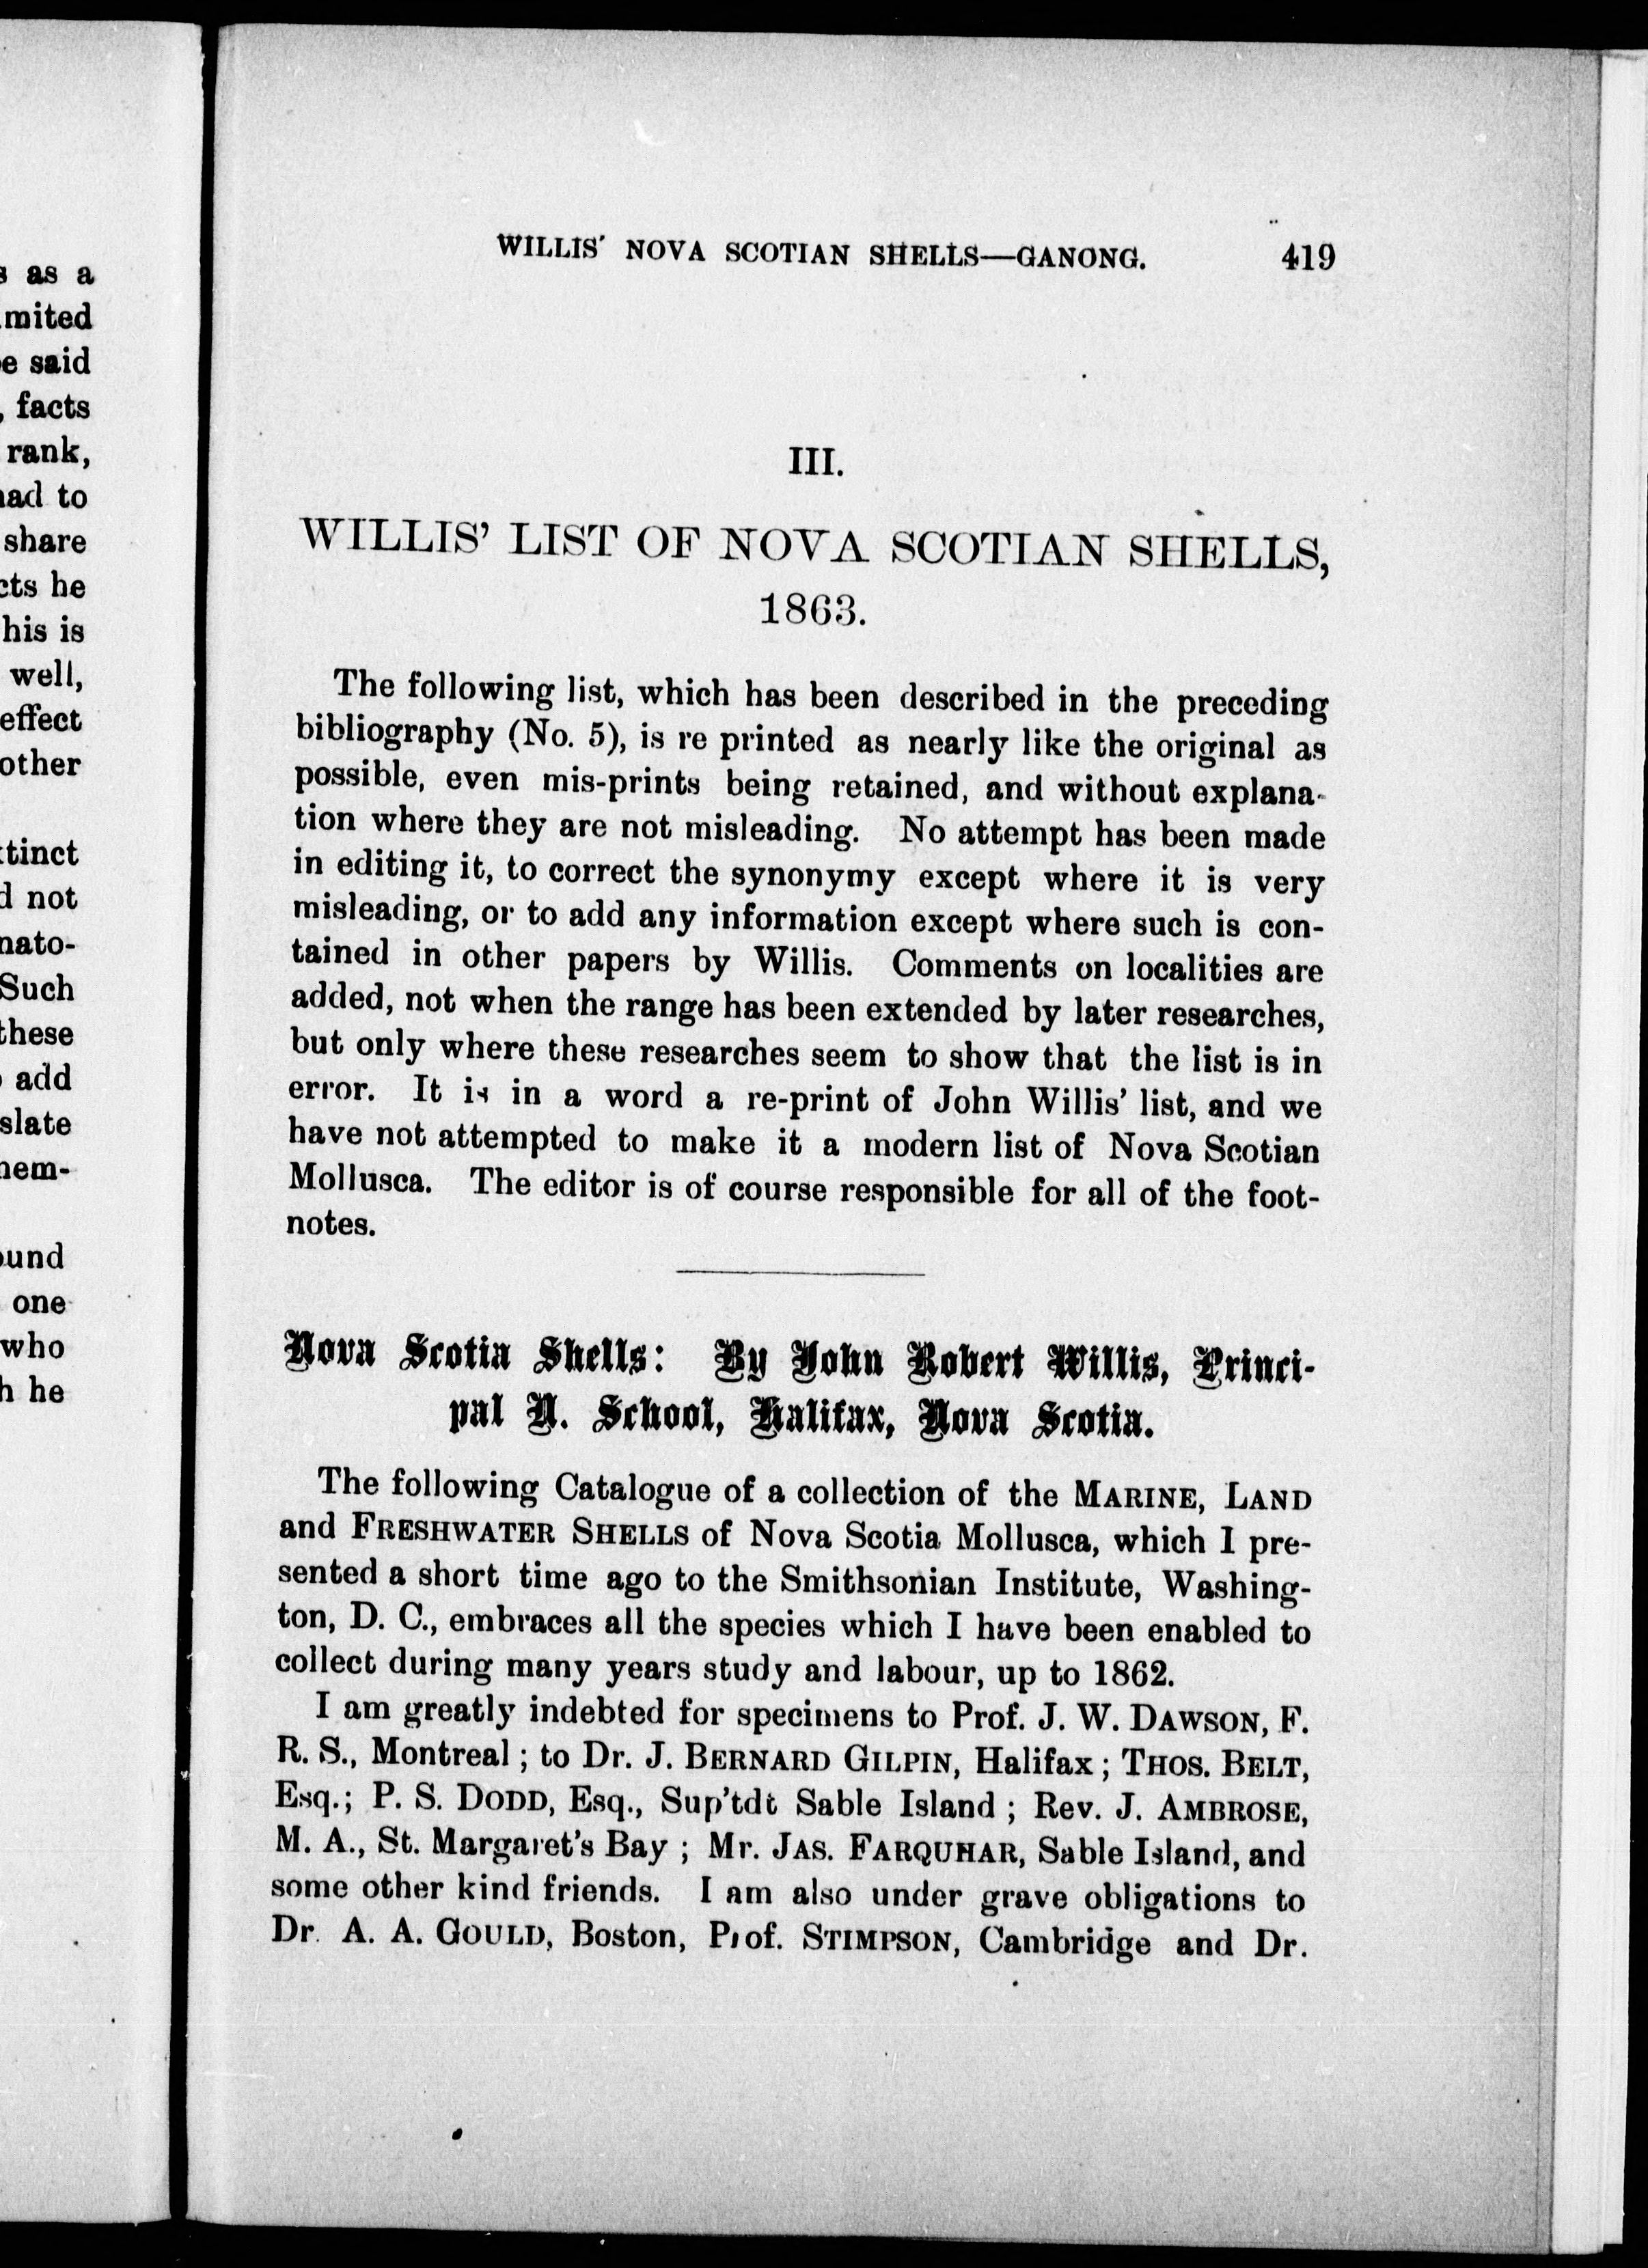 s as a
mited
e said
, facts
rank,
had to
share
cts he
his is
well,
effect
other
tinct
d not
mato-
Such
these
add
slate
mem-
ound
one
who
h he
WILLIS' NOVA SCOTIAN SHELLS—GANONG. 419
III.
WILLIS' LIST OF NOVA SCOTIAN SHELLS,
1863.
The following list, which has been described in the preceding
bibliography (No. 5), is re printed as nearly like the original as
possible, even mis-prints being retained, and without explana-
tion where they are not misleading. No attempt has been made
in editing it, to correct the synonymy except where it is very
misleading, or to add any information except where such is con-
tained in other papers by Willis. Comments on localities are
added, not when the range has been extended by later researches,
but only where these researches seem to show that the list is in
error. It is in a word a re-print of John Willis' list, and we
have not attempted to make it a modern list of Nova Scotian
Mollusca. The editor is of course responsible for all of the foot-
notes.
Nova Scotia Shells: By John Robert Willis, Princi-
pal N. School, Halifax, Nova Scotia.
The following Catalogue of a collection of the MARINE, LAND
and FRESHWATER SHELLS of Nova Scotia Mollusca, which I pre-
sented a short time ago to the Smithsonian Institute, Washing-
ton, D. C., embraces all the species which I have been enabled to
collect during many years study and labour, up to 1862.
I am greatly indebted for specimens to Prof. J. W. DAWSON, F.
R. S., Montreal; to Dr. J. BERNARD GILPIN, Halifax; THOS. BELT,
Esq.; P. S. DODD, Esq., Sup'tdt Sable Island; Rev. J. AMBROSE,
M. A., St. Margaret's Bay; Mr. JAS. FARQUHAR, Sable Island, and
some other kind friends. I am also under grave obligations to
Dr. A. A. GOULD, Boston, Prof. STIMPSON, Cambridge and Dr.